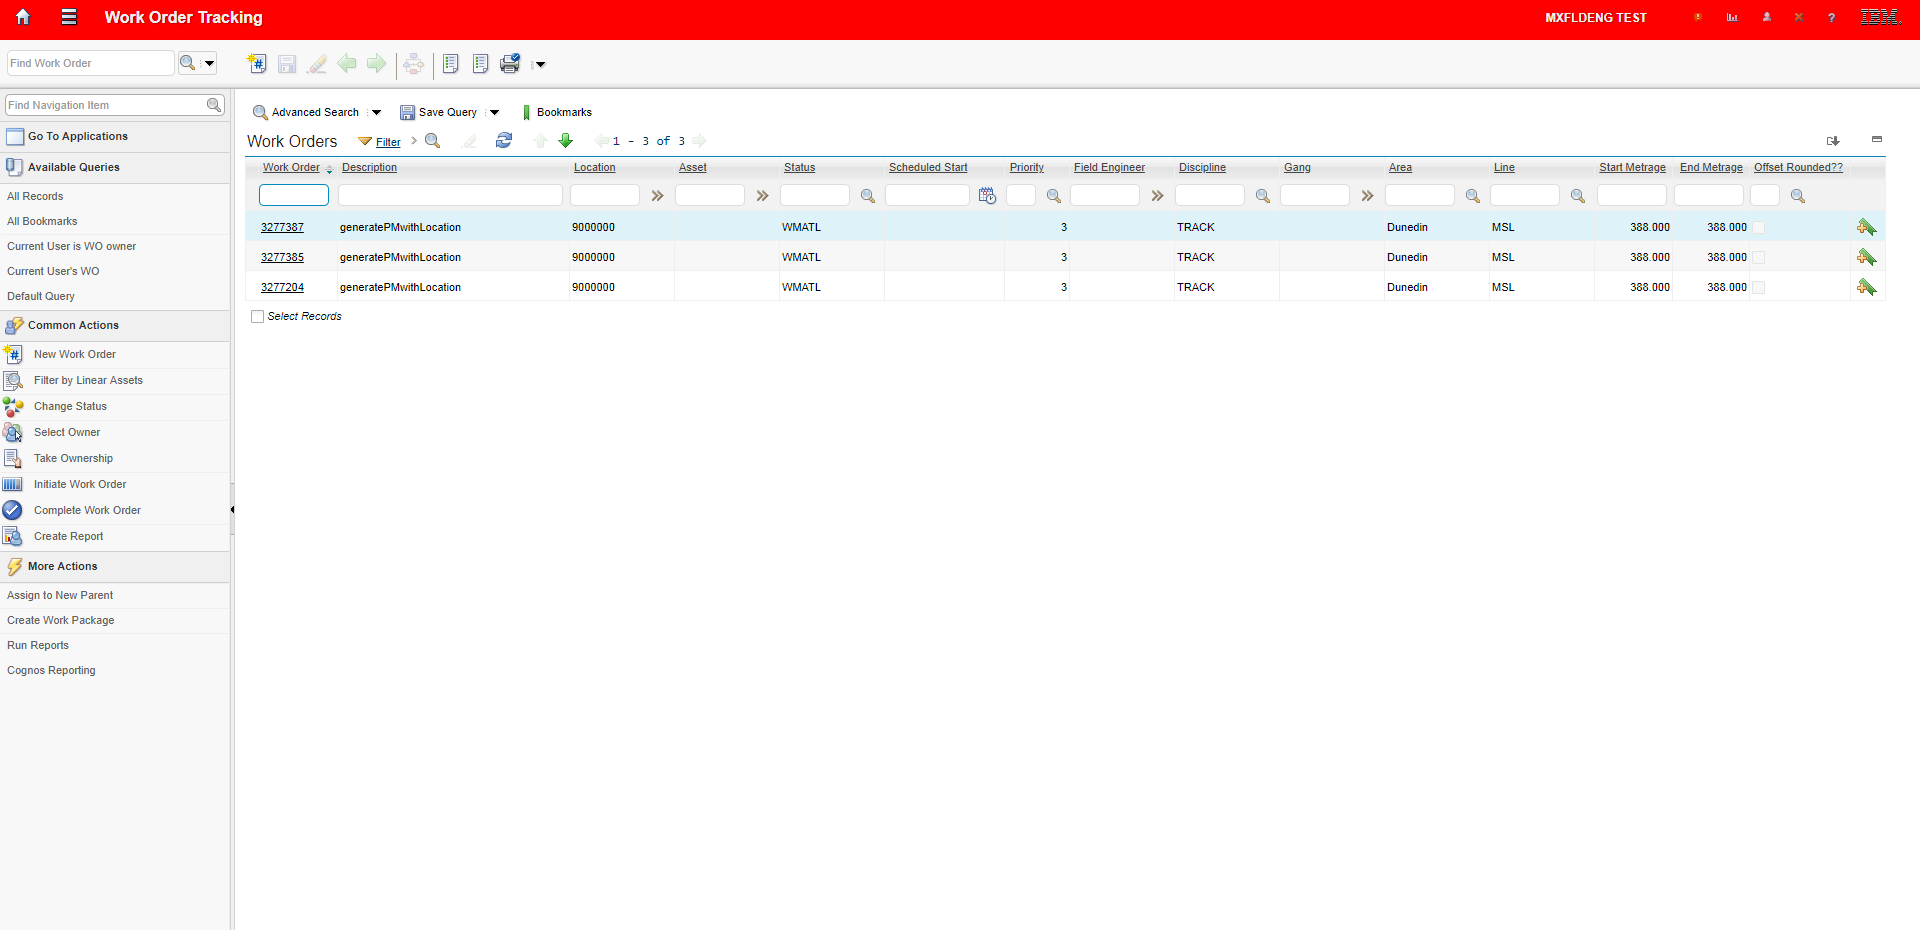 Work Order Tracking
MXFLDENG TEST
?
IBM
Find Work Order
Find Navigation Item
Go To Applications
Available Queries
All Records
All Bookmarks
Current User is WO owner
Current User's WO
Default Query
Common Actions
New Work Order
Filter by Linear Assets
Change Status
Select Owner
Take Ownership
Initiate Work Order
Complete Work Order
Create Report
More Actions
Assign to New Parent
Create Work Package
Run Reports
Cognos Reporting
Advanced Search Save Query Bookmarks
Work Orders Filter 1 - 3 of 3
Work Order Description Location Asset Status Scheduled Start Priority Field Engineer Discipline Gang Area Line Start Metrage End Metrage Offset Rounded??
3277387 generatePMwithLocation 9000000 WMATL 3 TRACK Dunedin MSL 388.000 388.000
3277385 generatePMwithLocation 9000000 WMATL 3 TRACK Dunedin MSL 388.000 388.000
3277204 generatePMwithLocation 9000000 WMATL 3 TRACK Dunedin MSL 388.000 388.000
Select Records